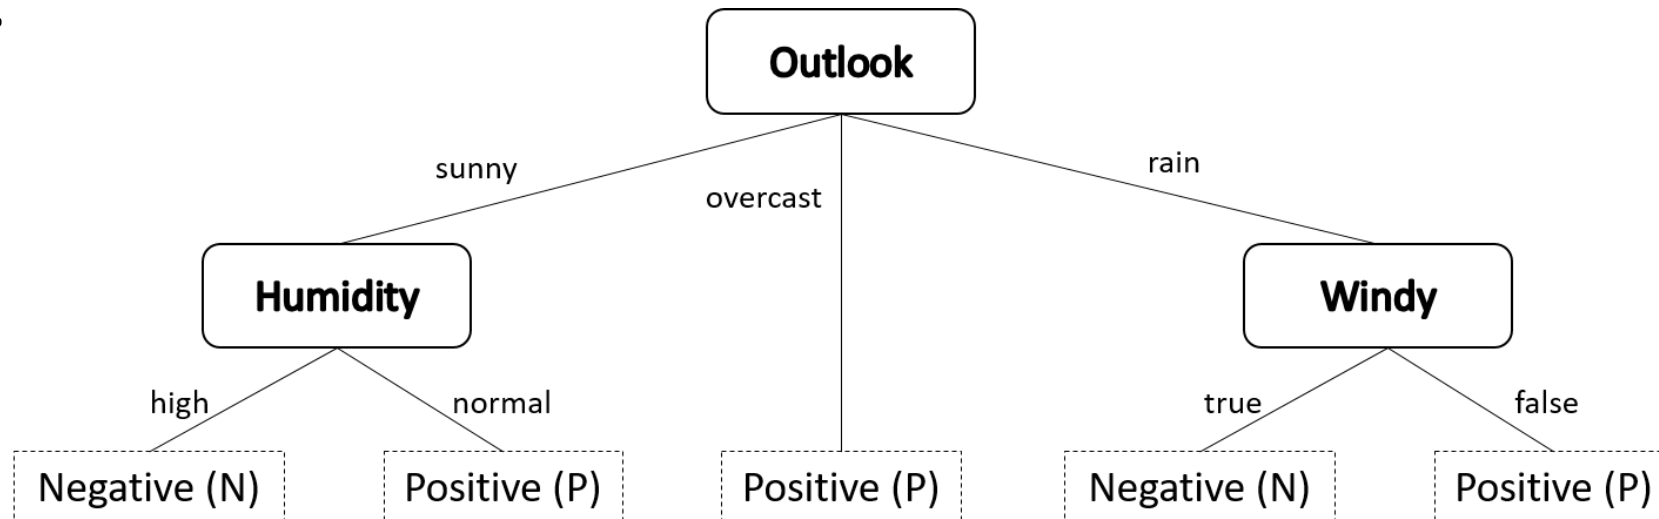 Outlook
sunny
overcast
rain
Humidity
Windy
high
normal
true
false
Negative (N)
Positive (P)
Positive (P)
Negative (N)
Positive (P)